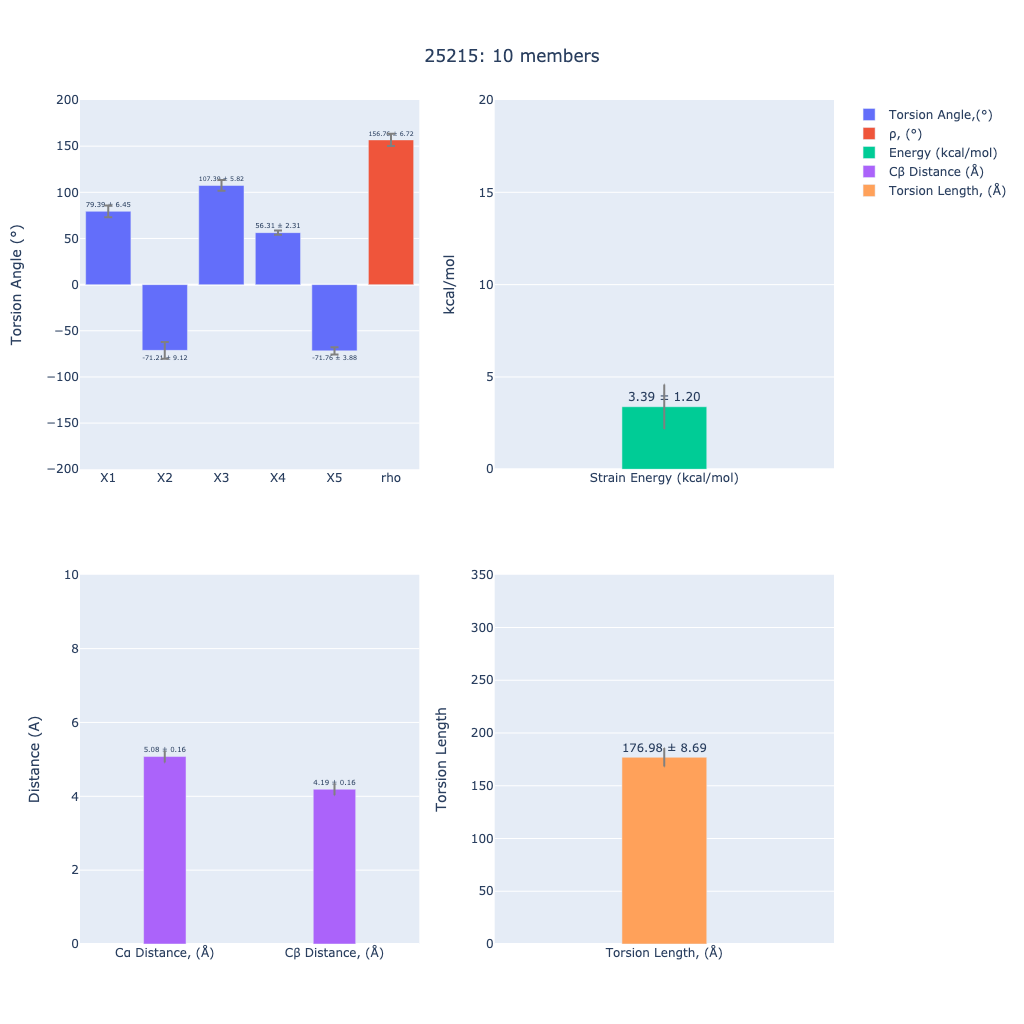 25215: 10 members
Torsion Angle,(°)
ρ, (°)
Energy (kcal/mol)
Cβ Distance (Å)
Torsion Length, (Å)
Torsion Angle (°)
200
150
100
50
0
−50
−100
−150
−200
79.39 ± 6.45
-71.21 ± 9.12
107.39 ± 5.82
56.31 ± 2.31
-71.76 ± 3.88
156.76 ± 6.72
X1 X2 X3 X4 X5 rho
kcal/mol
20
15
10
5
0
3.39 ± 1.20
Strain Energy (kcal/mol)
Distance (A)
10
8
6
4
2
0
5.08 ± 0.16
4.19 ± 0.16
Cα Distance, (Å) Cβ Distance, (Å)
Torsion Length
350
300
250
200
150
100
50
0
176.98 ± 8.69
Torsion Length, (Å)